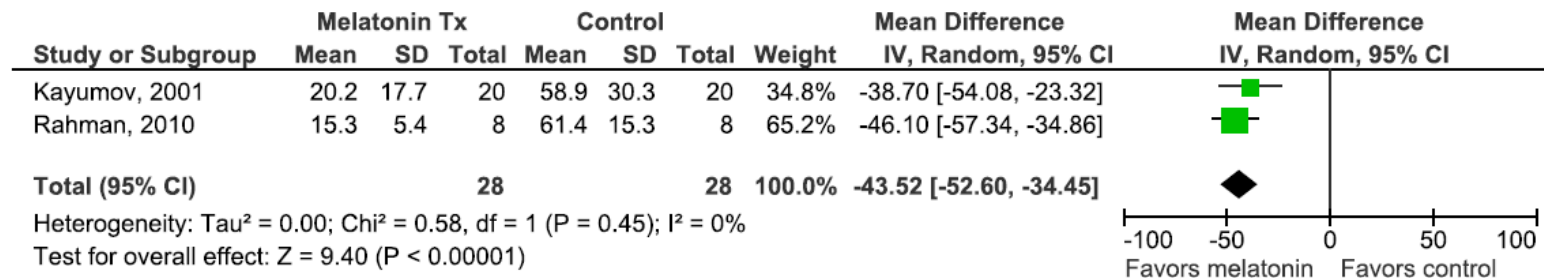 Melatonin Tx Control Mean Difference Mean Difference
Study or Subgroup Mean SD Total Mean SD Total Weight IV, Random, 95% CI IV, Random, 95% CI
Kayumov, 2001 20.2 17.7 20 58.9 30.3 20 34.8% -38.70 [-54.08, -23.32]
Rahman, 2010 15.3 5.4 8 61.4 15.3 8 65.2% -46.10 [-57.34, -34.86]
Total (95% CI) 28 28 100.0% -43.52 [-52.60, -34.45]
Heterogeneity: Tau² = 0.00; Chi² = 0.58, df = 1 (P = 0.45); I² = 0%
Test for overall effect: Z = 9.40 (P < 0.00001)
-100 -50 0 50 100
Favors melatonin Favors control